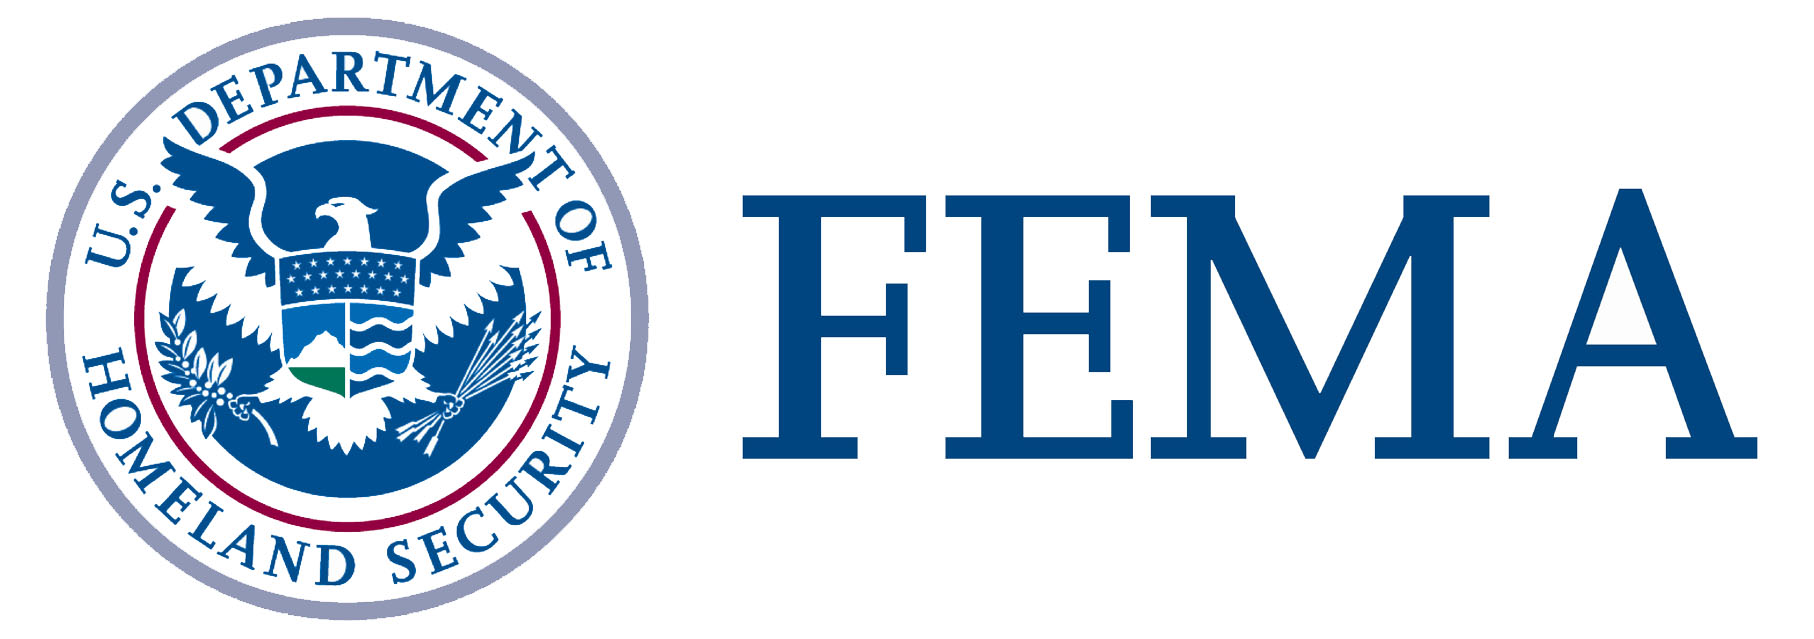 U.S. DEPARTMENT OF
HOMELAND SECURITY
FEMA